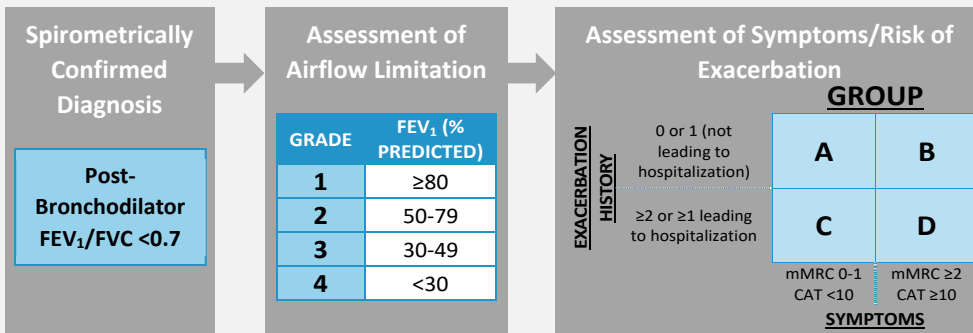 Spirometrically
Confirmed
Diagnosis
Post-
Bronchodilator
FEV₁/FVC <0.7
Assessment of
Airflow Limitation
GRADE
FEV₁ (%
PREDICTED)
1
≥80
2
50-79
3
30-49
4
<30
Assessment of Symptoms/Risk of
Exacerbation
GROUP
EXACERBATION
HISTORY
0 or 1 (not
leading to
hospitalization)
A
B
≥2 or ≥1 leading
to hospitalization
C
D
mMRC 0-1
CAT <10
mMRC ≥2
CAT ≥10
SYMPTOMS